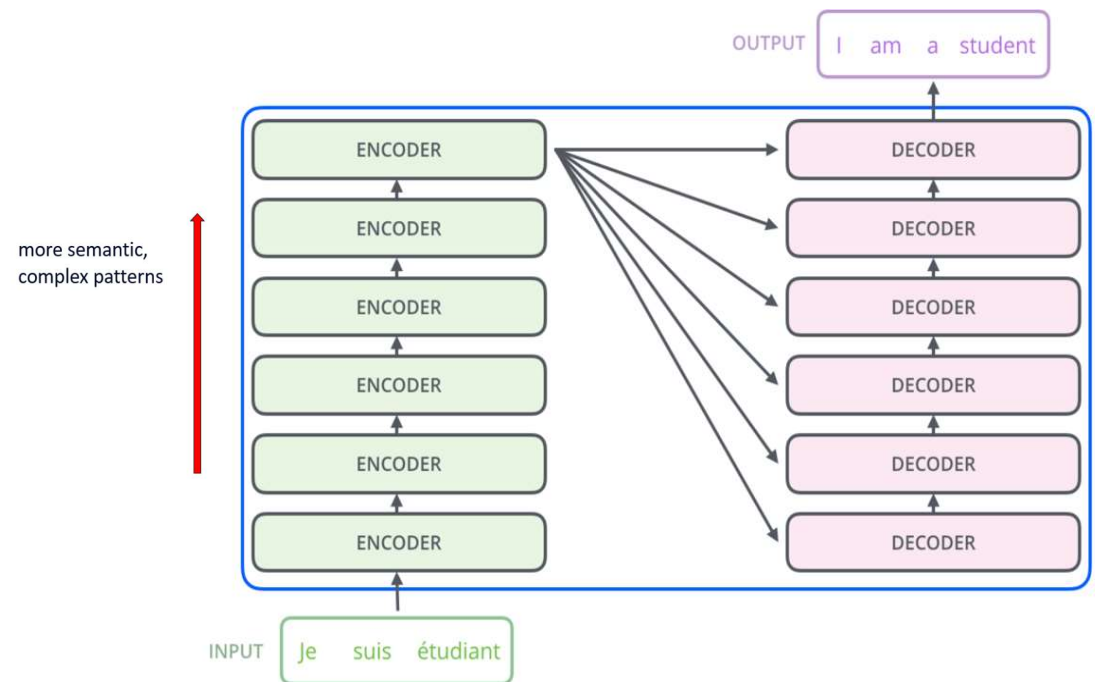 OUTPUT I am a student
ENCODER DECODER
ENCODER DECODER
more semantic,
complex patterns
ENCODER DECODER
ENCODER DECODER
ENCODER DECODER
ENCODER DECODER
INPUT Je suis étudiant